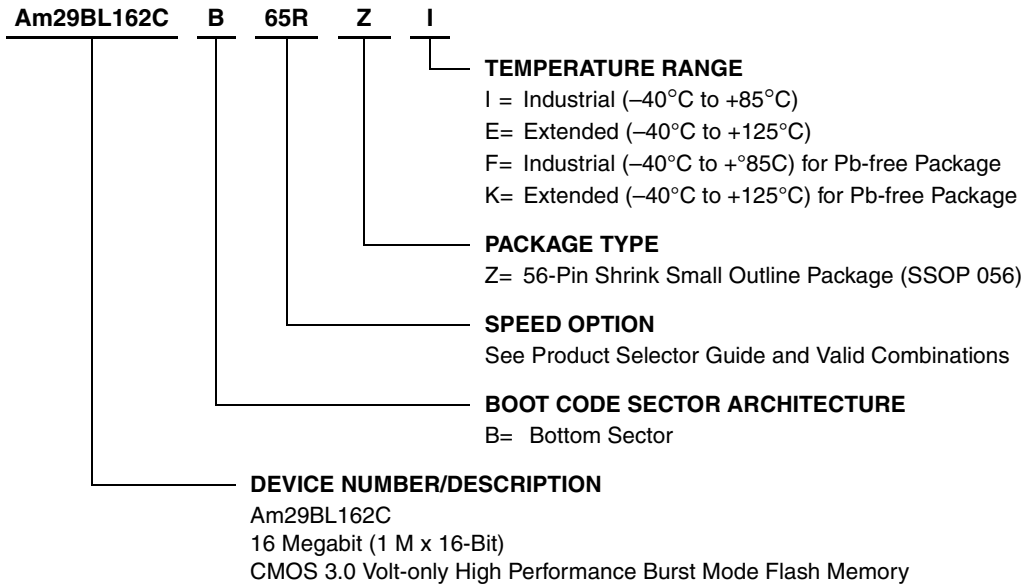 Am29BL162C B 65R Z I
TEMPERATURE RANGE
I = Industrial (–40°C to +85°C)
E= Extended (–40°C to +125°C)
F= Industrial (–40°C to +°85C) for Pb-free Package
K= Extended (–40°C to +125°C) for Pb-free Package
PACKAGE TYPE
Z= 56-Pin Shrink Small Outline Package (SSOP 056)
SPEED OPTION
See Product Selector Guide and Valid Combinations
BOOT CODE SECTOR ARCHITECTURE
B= Bottom Sector
DEVICE NUMBER/DESCRIPTION
Am29BL162C
16 Megabit (1 M x 16-Bit)
CMOS 3.0 Volt-only High Performance Burst Mode Flash Memory